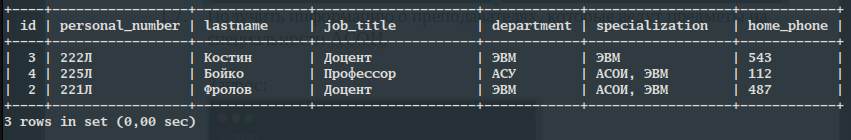 id | personal_number | lastname | job_title | department | specialization | home_phone
3 | 222Л | Костин | Доцент | ЭВМ | ЭВМ | 543
4 | 225Л | Бойко | Профессор | АСУ | АСОИ, ЭВМ | 112
2 | 221Л | Фролов | Доцент | ЭВМ | АСОИ, ЭВМ | 487
3 rows in set (0,00 sec)